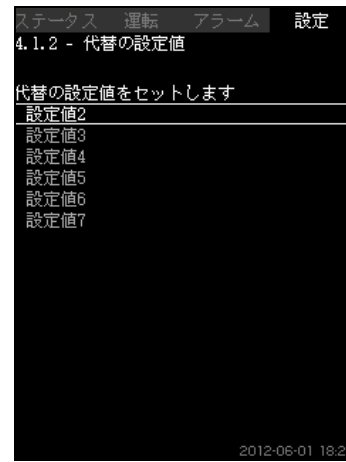 ステータス 運転 アラーム 設定
4.1.2 - 代替の設定値
代替の設定値をセットします
設定値2
設定値3
設定値4
設定値5
設定値6
設定値7
2012-06-01 18:2